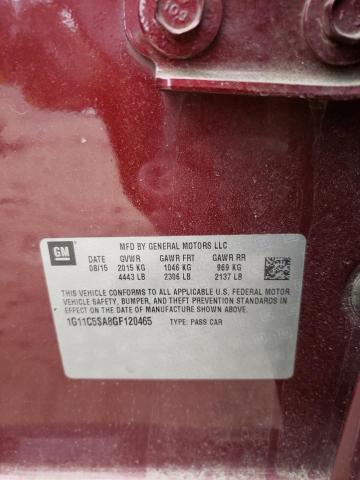 108
GM
MFD BY GENERAL MOTORS LLC
DATE GVWR GAWR FRT GAWR RR
08/15 2015 KG 1046 KG 969 KG
4443 LB 2306 LB 2137 LB
THIS VEHICLE CONFORMS TO ALL APPLICABLE U.S. FEDERAL MOTOR
VEHICLE SAFETY, BUMPER, AND THEFT PREVENTION STANDARDS IN
EFFECT ON THE DATE OF MANUFACTURE SHOWN ABOVE.
1G11C5SA8GF120465 TYPE: PASS CAR